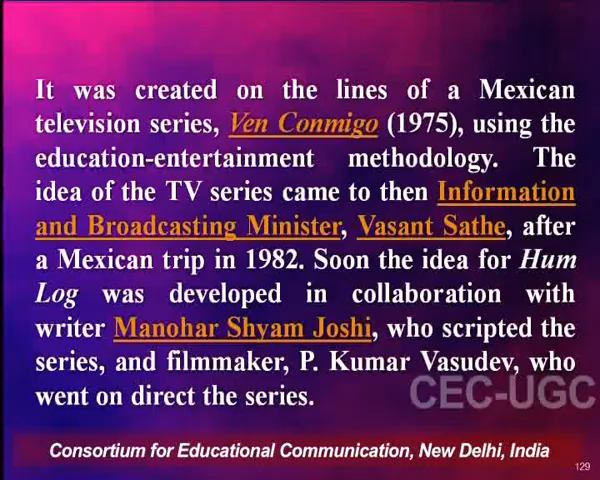 It was created on the lines of a Mexican
television series, Ven Conmigo (1975), using the
education-entertainment methodology. The
idea of the TV series came to then Information
and Broadcasting Minister, Vasant Sathe, after
a Mexican trip in 1982. Soon the idea for Hum
Log was developed in collaboration with
writer Manohar Shyam Joshi, who scripted the
series, and filmmaker, P. Kumar Vasudev, who
went on direct the series.
CEC-UGC
Consortium for Educational Communication, New Delhi, India
129